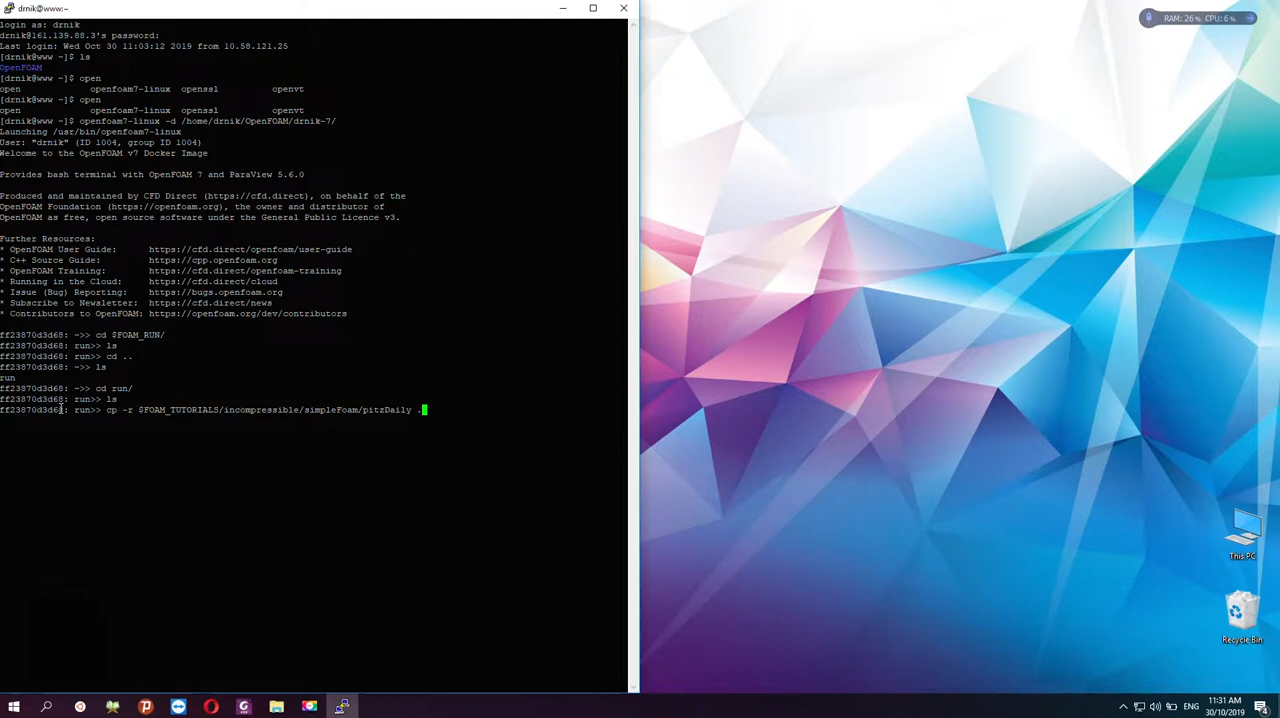 drnik@www:~
login as: drnik
drnik@161.139.88.3's password:
Last login: Wed Oct 30 11:03:12 2019 from 10.58.121.25
[drnik@www ~]$ ls
OpenFOAM
[drnik@www ~]$ open
open openfoam7-linux openssl openvt
[drnik@www ~]$ open
open openfoam7-linux openssl openvt
[drnik@www ~]$ openfoam7-linux -d /home/drnik/OpenFOAM/drnik-7/
Launching /usr/bin/openfoam7-linux
User: "drnik" (ID 1004, group ID 1004)
Welcome to the OpenFOAM v7 Docker Image
Provides bash terminal with OpenFOAM 7 and ParaView 5.6.0
Produced and maintained by CFD Direct (https://cfd.direct), on behalf of the
OpenFOAM Foundation (https://openfoam.org), the owner and distributor of
OpenFOAM as free, open source software under the General Public Licence v3.
Further Resources:
* OpenFOAM User Guide: https://cfd.direct/openfoam/user-guide
* C++ Source Guide: https://cpp.openfoam.org
* OpenFOAM Training: https://cfd.direct/openfoam-training
* Running in the Cloud: https://cfd.direct/cloud
* Issue (Bug) Reporting: https://bugs.openfoam.org
* Subscribe to Newsletter: https://cfd.direct/news
* Contributors to OpenFOAM: https://openfoam.org/dev/contributors
ff23870d3d68: ~>> cd $FOAM_RUN/
ff23870d3d68: run>> ls
ff23870d3d68: run>> cd ..
ff23870d3d68: ~>> ls
run
ff23870d3d68: ~>> cd run/
ff23870d3d68: run>> ls
ff23870d3d68: run>> cp -r $FOAM_TUTORIALS/incompressible/simpleFoam/pitzDaily .
RAM: 26% CPU: 6%
This PC
Recycle Bin
11:31 AM
30/10/2019
4